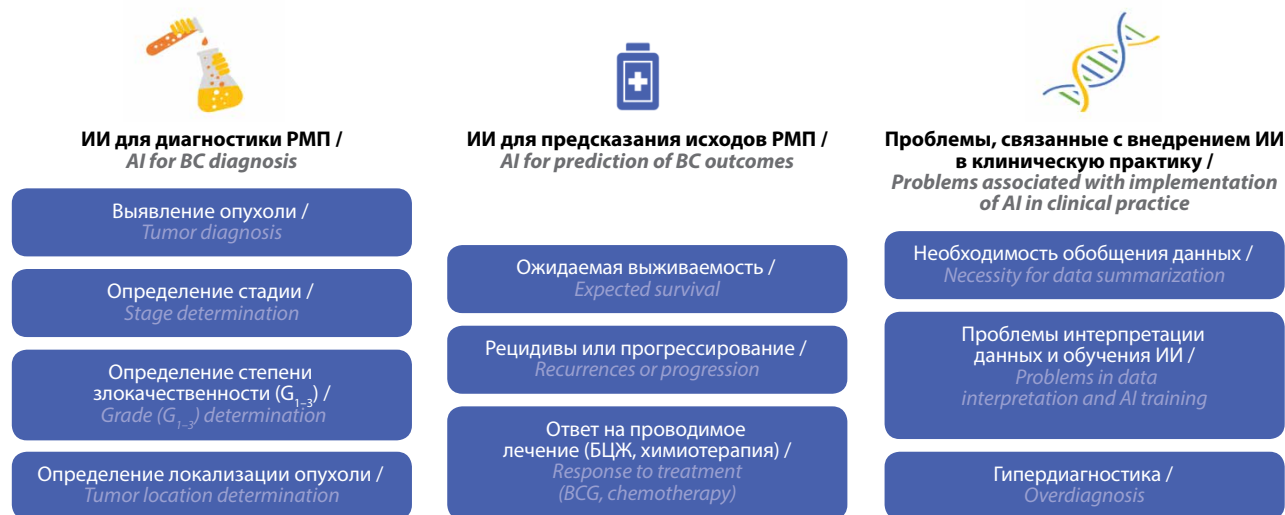 ИИ для диагностики РМП /
AI for BC diagnosis
Выявление опухоли /
Tumor diagnosis
Определение стадии /
Stage determination
Определение степени
злокачественности (G1–3) /
Grade (G1–3) determination
Определение локализации опухоли /
Tumor location determination
ИИ для предсказания исходов РМП /
AI for prediction of BC outcomes
Ожидаемая выживаемость /
Expected survival
Рецидивы или прогрессирование /
Recurrences or progression
Ответ на проводимое
лечение (БЦЖ, химиотерапия) /
Response to treatment
(BCG, chemotherapy)
Проблемы, связанные с внедрением ИИ
в клиническую практику /
Problems associated with implementation
of AI in clinical practice
Необходимость обобщения данных /
Necessity for data summarization
Проблемы интерпретации
данных и обучения ИИ /
Problems in data
interpretation and AI training
Гипердиагностика /
Overdiagnosis